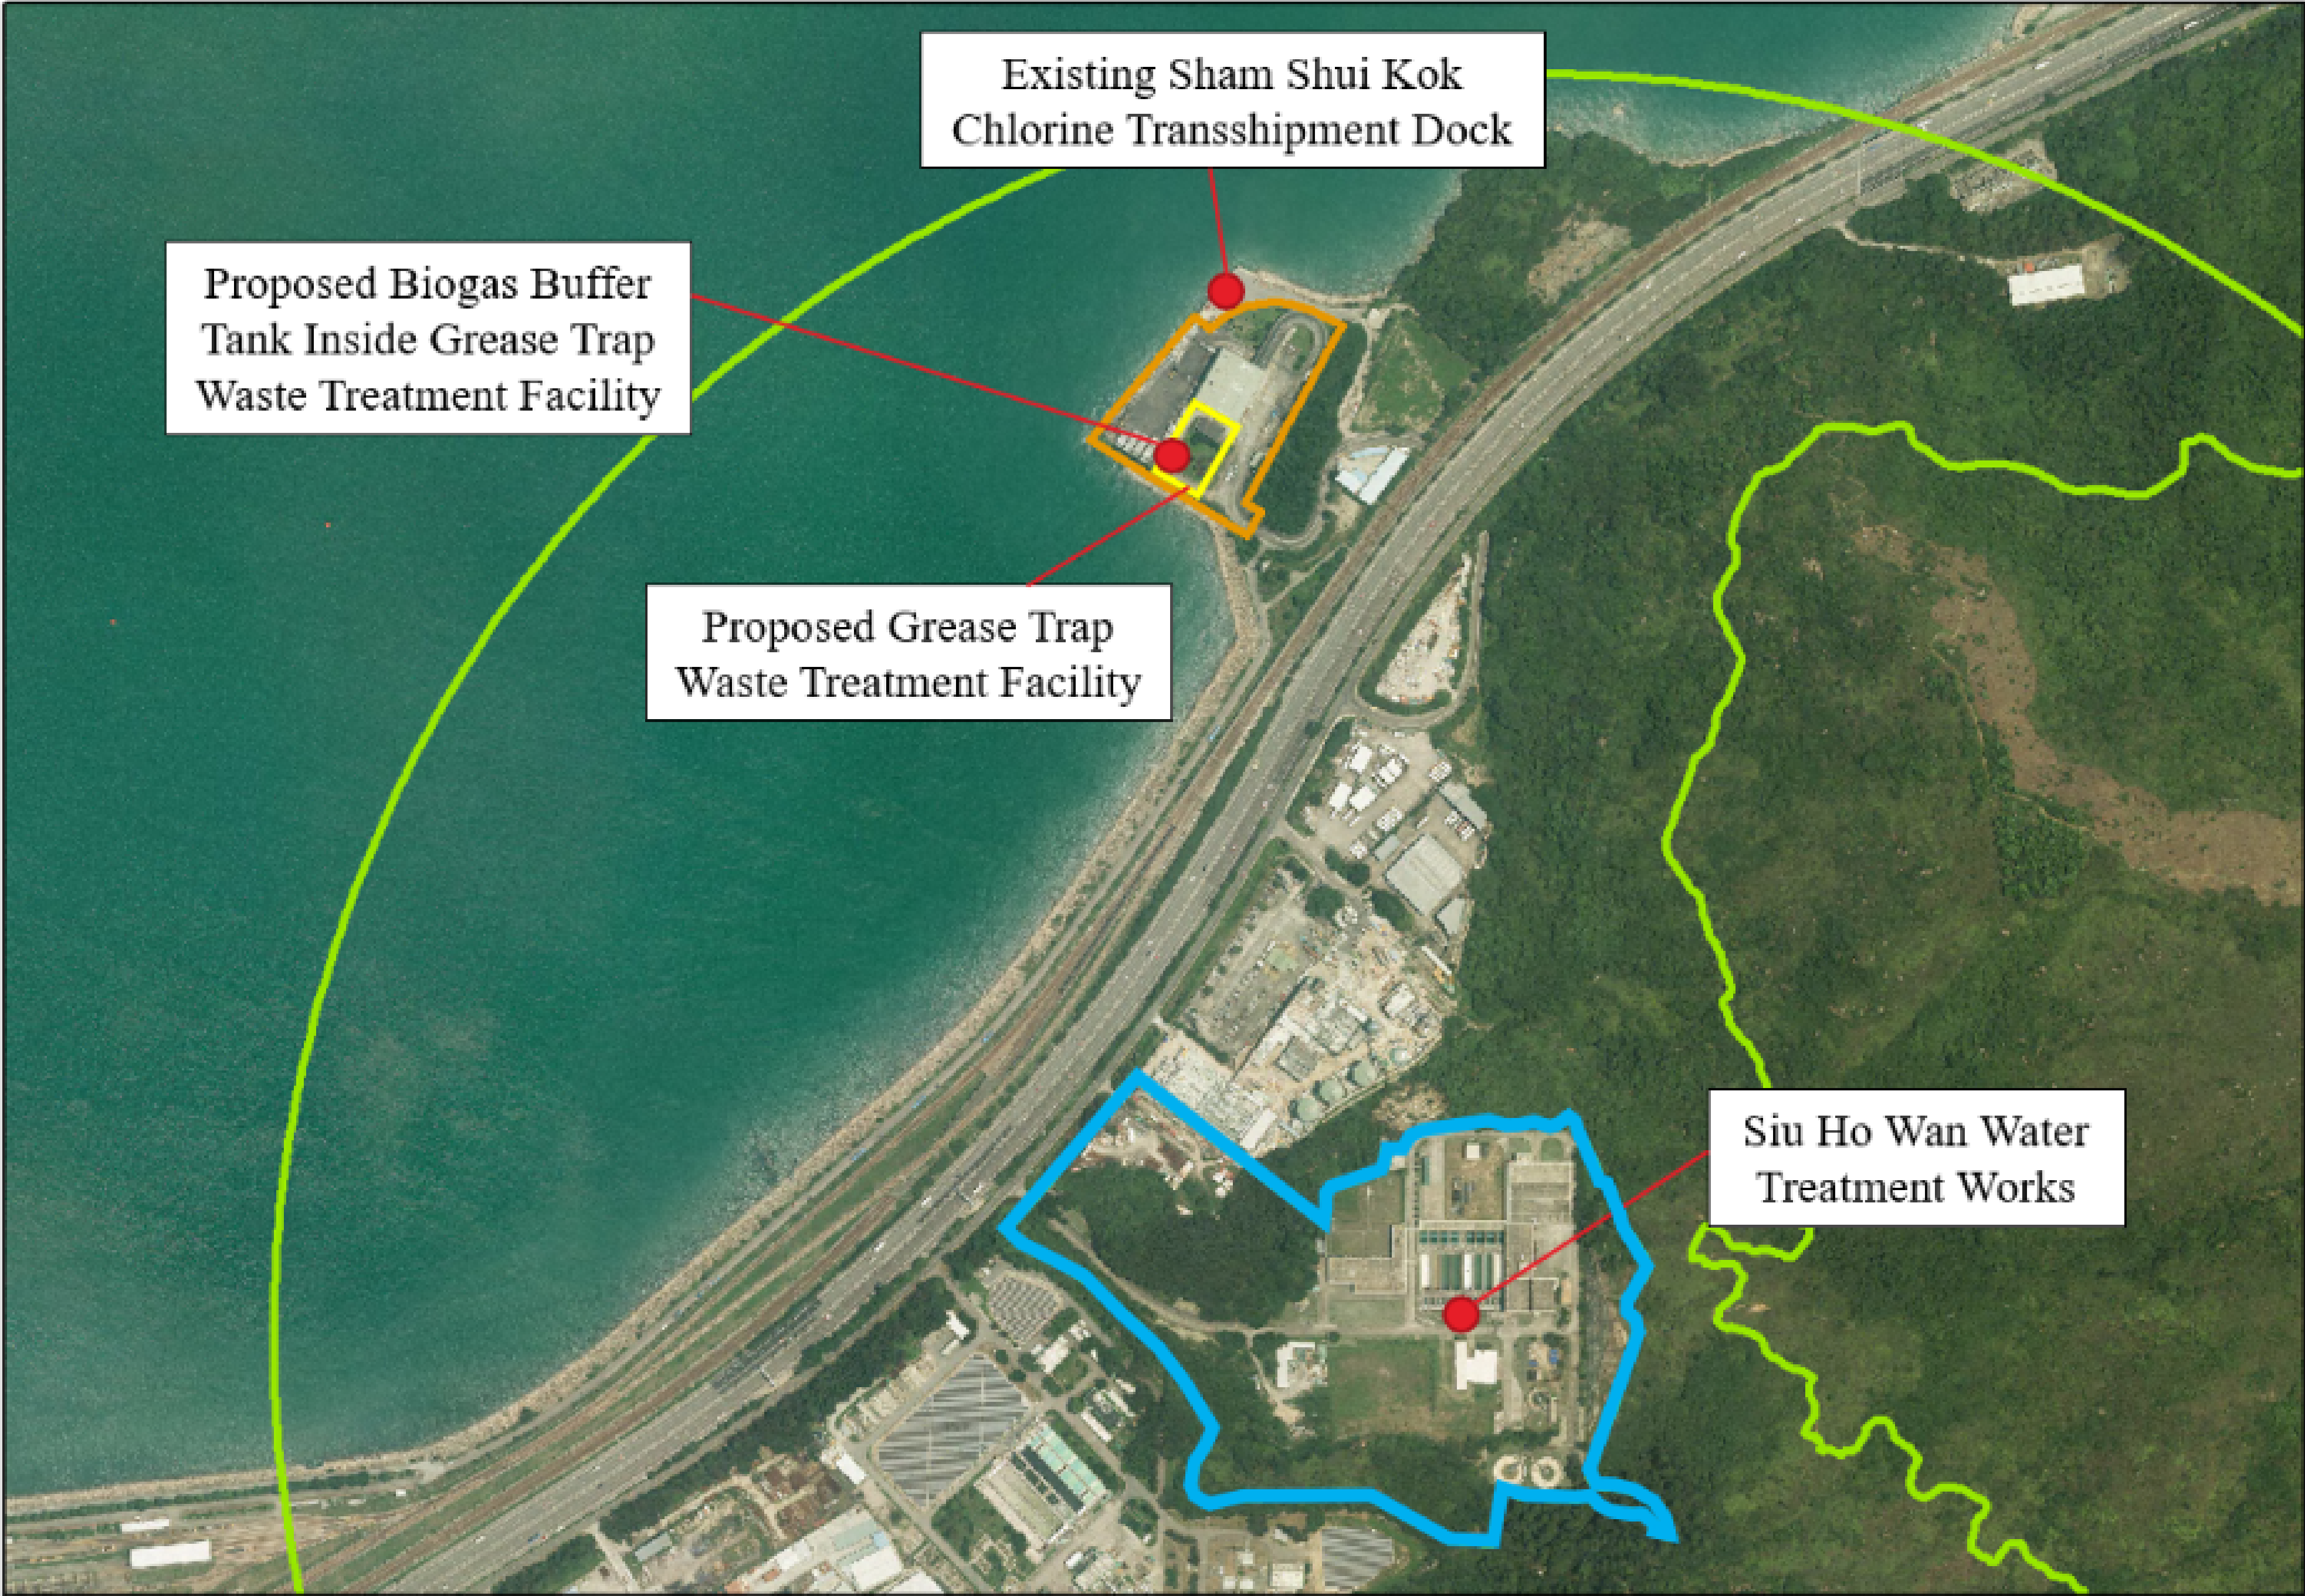 Existing Sham Shui Kok
Chlorine Transshipment Dock
Proposed Biogas Buffer
Tank Inside Grease Trap
Waste Treatment Facility
Proposed Grease Trap
Waste Treatment Facility
Siu Ho Wan Water
Treatment Works